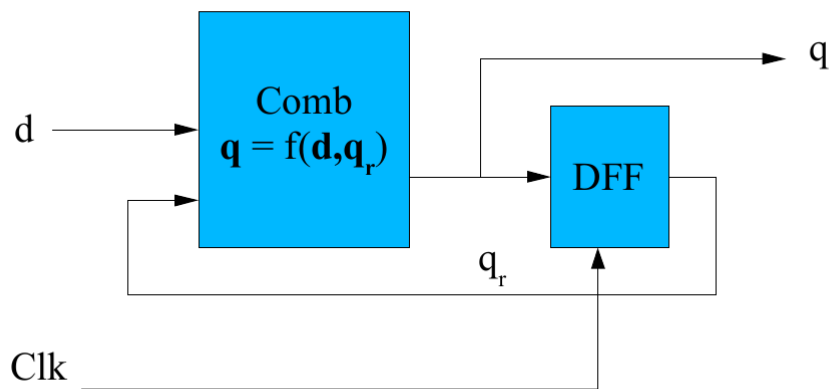 q
Comb
d
q = f(d,qr)
DFF
qr
Clk